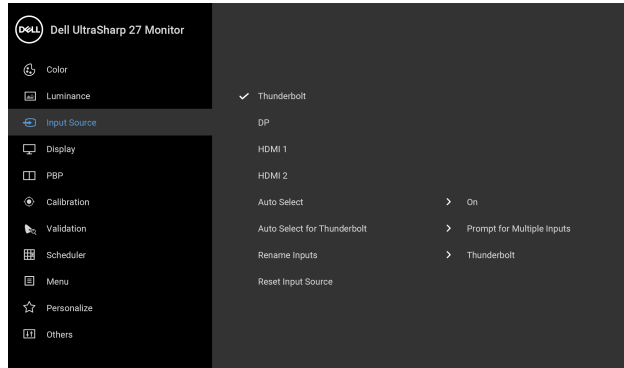 DELL
Dell UltraSharp 27 Monitor
Color
Luminance
Input Source
Display
PBP
Calibration
Validation
Scheduler
Menu
Personalize
Others
Thunderbolt
DP
HDMI 1
HDMI 2
Auto Select > On
Auto Select for Thunderbolt > Prompt for Multiple Inputs
Rename Inputs > Thunderbolt
Reset Input Source